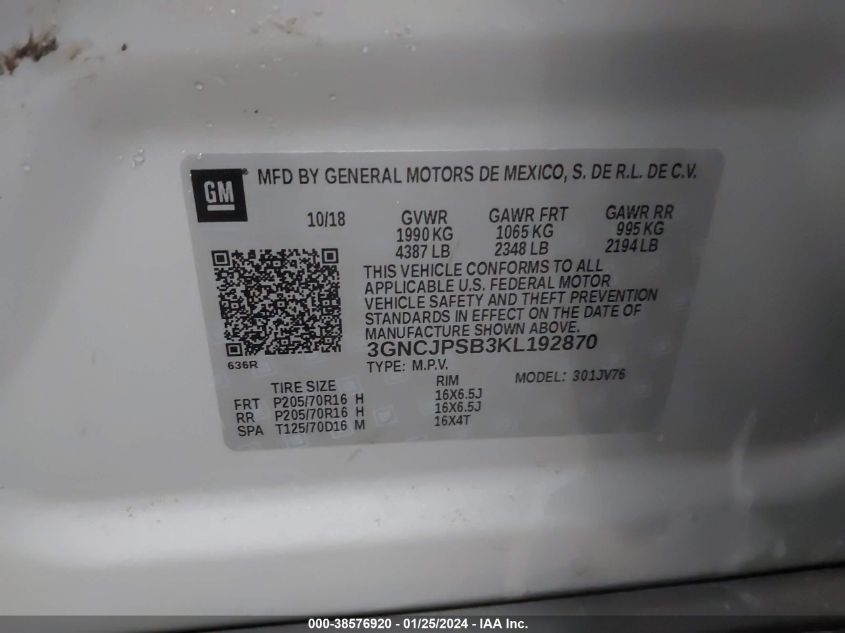 GM ® MFD BY GENERAL MOTORS DE MEXICO, S. DE R.L. DE C.V.
10/18 GVWR GAWR FRT GAWR RR
1990 KG 1065 KG 995 KG
4387 LB 2348 LB 2194 LB
THIS VEHICLE CONFORMS TO ALL
APPLICABLE U.S. FEDERAL MOTOR
VEHICLE SAFETY AND THEFT PREVENTION
STANDARDS IN EFFECT ON THE DATE OF
MANUFACTURE SHOWN ABOVE.
3GNCJPSB3KL192870
636R TYPE: M.P.V. MODEL: 301JV76
TIRE SIZE RIM
FRT P205/70R16 H 16X6.5J
RR P205/70R16 H 16X6.5J
SPA T125/70D16 M 16X4T
000-38576920 - 01/25/2024 - IAA Inc.